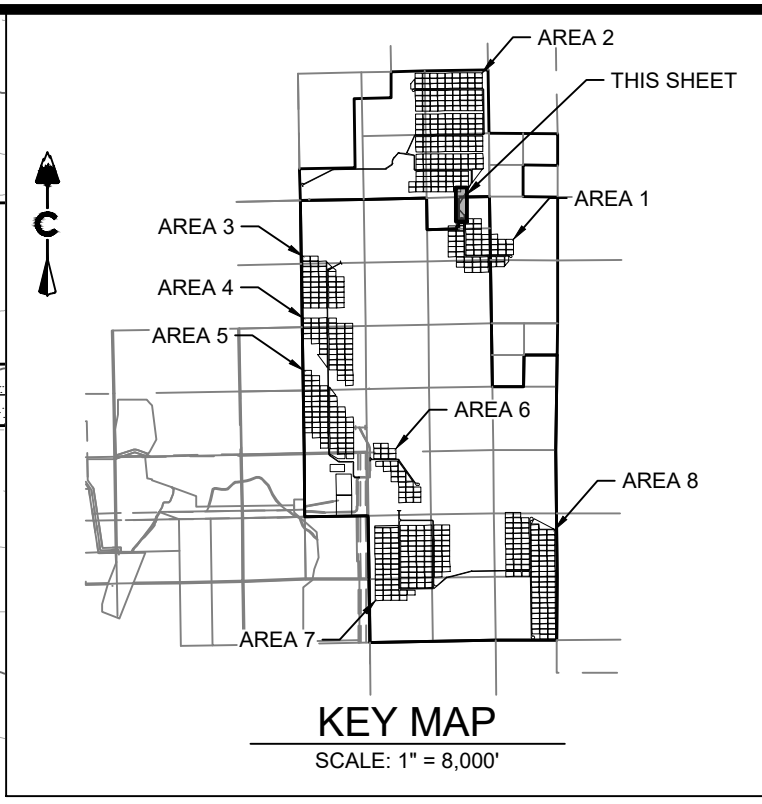 AREA 2
THIS SHEET
AREA 1
AREA 3
AREA 4
AREA 5
AREA 6
AREA 8
AREA 7
C
KEY MAP
SCALE: 1" = 8,000'